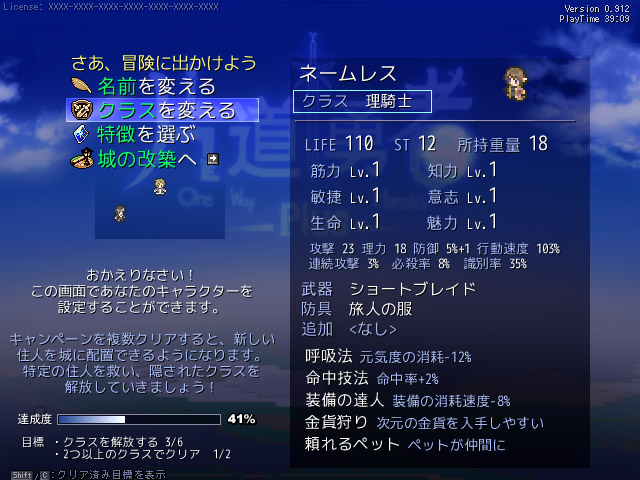 License: XXXX-XXXX-XXXX-XXXX-XXXX-XXXX-XXXX
Version 0.912
PlayTime 39:09
さあ、冒険に出かけよう
名前を変える
クラスを変える
特徴を選ぶ
城の改築へ
おかえりなさい！
この画面であなたのキャラクターを
設定することができます。
キャンペーンを複数クリアすると、新しい
住人を城に配置できるようになります。
特定の住人を救い、隠されたクラスを
解放していきましょう！
達成度 41%
目標 ・クラスを解放する 3/6
・2つ以上のクラスでクリア 1/2
Shift / C :クリア済み目標を表示
ネームレス
クラス 理騎士
LIFE 110 ST 12 所持重量 18
筋力 Lv.1 知力 Lv.1
敏捷 Lv.1 意志 Lv.1
生命 Lv.1 魅力 Lv.1
攻撃 23 理力 18 防御 5%+1 行動速度 103%
連続攻撃 3% 必殺率 8% 識別率 35%
武器 ショートブレイド
防具 旅人の服
追加 <なし>
呼吸法 元気度の消耗-12%
命中技法 命中率+2%
装備の達人 装備の消耗速度-8%
金貨狩り 次元の金貨を入手しやすい
頼れるペット ペットが仲間に
道
者
One Way
Plus